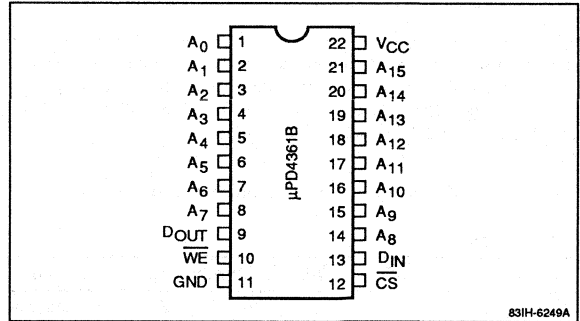 A0 1 22 VCC
A1 2 21 A15
A2 3 20 A14
A3 4 19 A13
A4 5 18 A12
A5 6 17 A11
A6 7 16 A10
A7 8 15 A9
DOUT 9 14 A8
W̅E̅ 10 13 DIN
GND 11 12 C̅S̅
μPD4361B
83IH-6249A